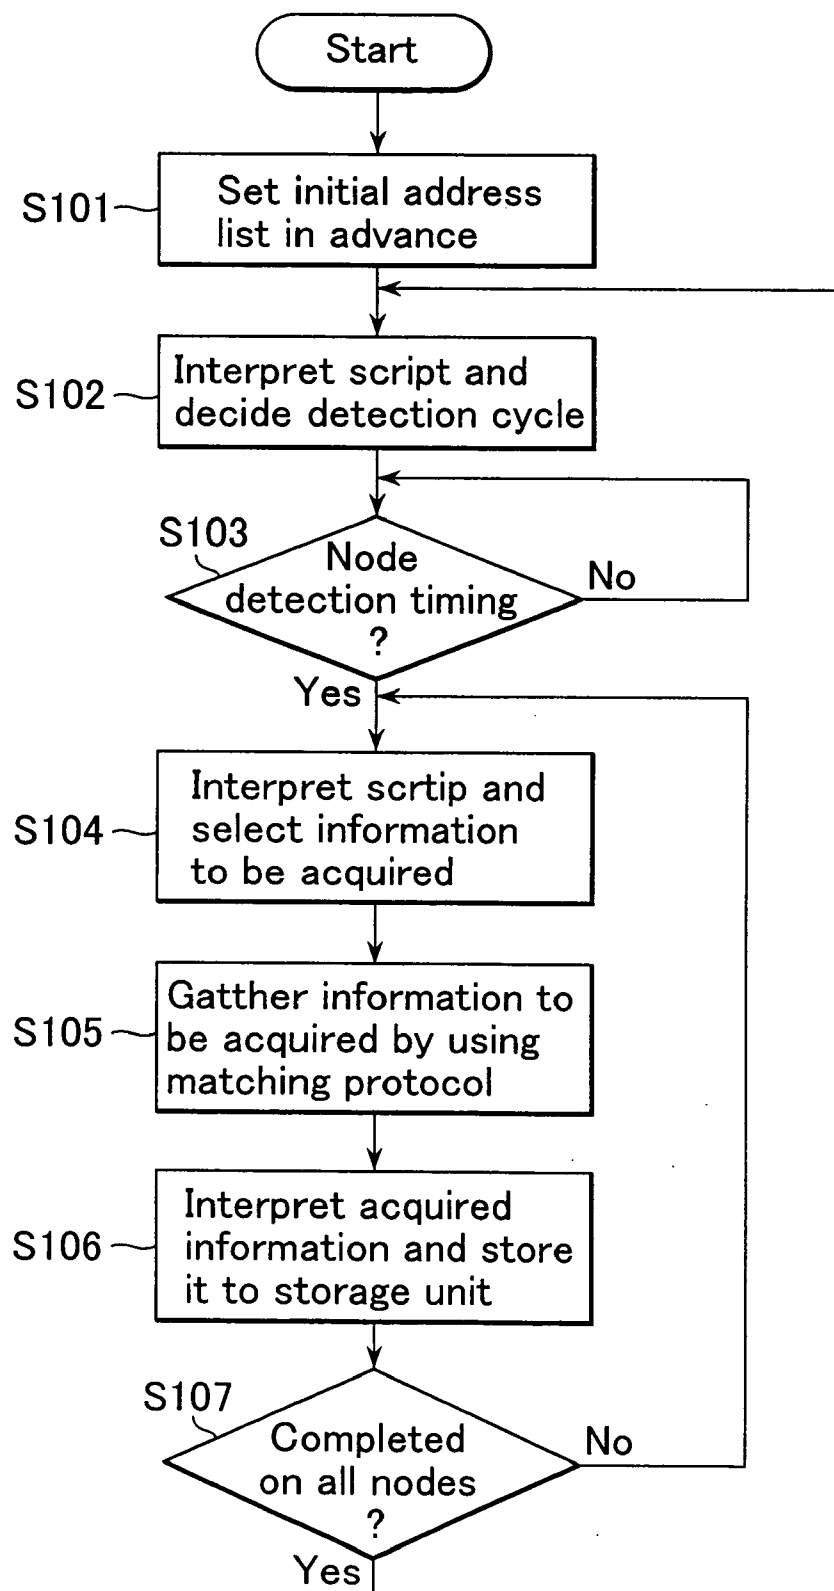 Start
S101
Set initial address
list in advance
S102
Interpret script and
decide detection cycle
S103
Node
detection timing
?
No
Yes
S104
Interpret scrtip and
select information
to be acquired
S105
Gatther information to
be acquired by using
matching protocol
S106
Interpret acquired
information and store
it to storage unit
S107
Completed
on all nodes
?
No
Yes